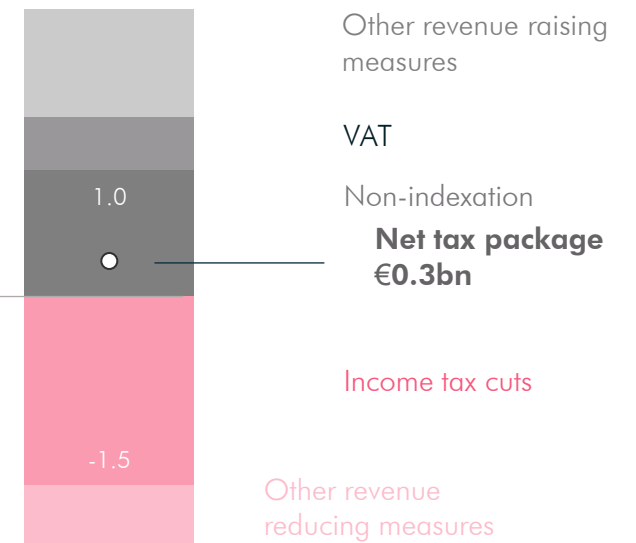 Other revenue raising
measures
VAT
1.0
Non-indexation
Net tax package
€0.3bn
Income tax cuts
-1.5
Other revenue
reducing measures